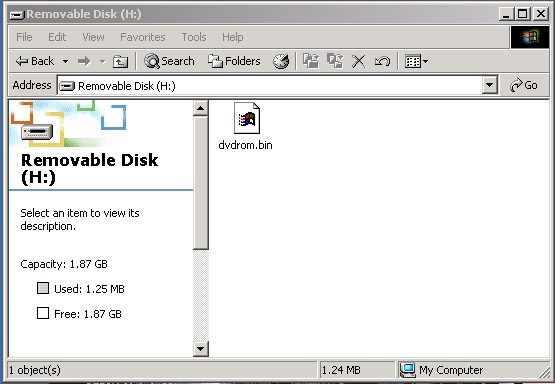 Removable Disk (H:)
File Edit View Favorites Tools Help
Back Search Folders
Address Removable Disk (H:) Go
Removable Disk
(H:)
Select an item to view its
description.
Capacity: 1.87 GB
Used: 1.25 MB
Free: 1.87 GB
dvdrom.bin
1 object(s) 1.24 MB My Computer